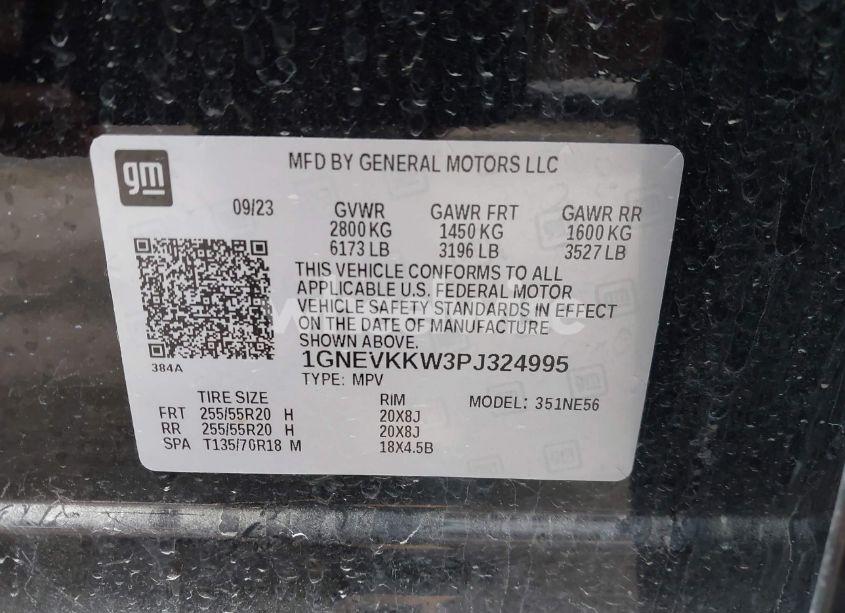 gm
MFD BY GENERAL MOTORS LLC
09/23
GVWR GAWR FRT GAWR RR
2800 KG 1450 KG 1600 KG
6173 LB 3196 LB 3527 LB
THIS VEHICLE CONFORMS TO ALL
APPLICABLE U.S. FEDERAL MOTOR
VEHICLE SAFETY STANDARDS IN EFFECT
ON THE DATE OF MANUFACTURE
SHOWN ABOVE.
384A
1GNEVKKW3PJ324995
TYPE: MPV
TIRE SIZE RIM MODEL: 351NE56
FRT 255/55R20 H 20X8J
RR 255/55R20 H 20X8J
SPA T135/70R18 M 18X4.5B